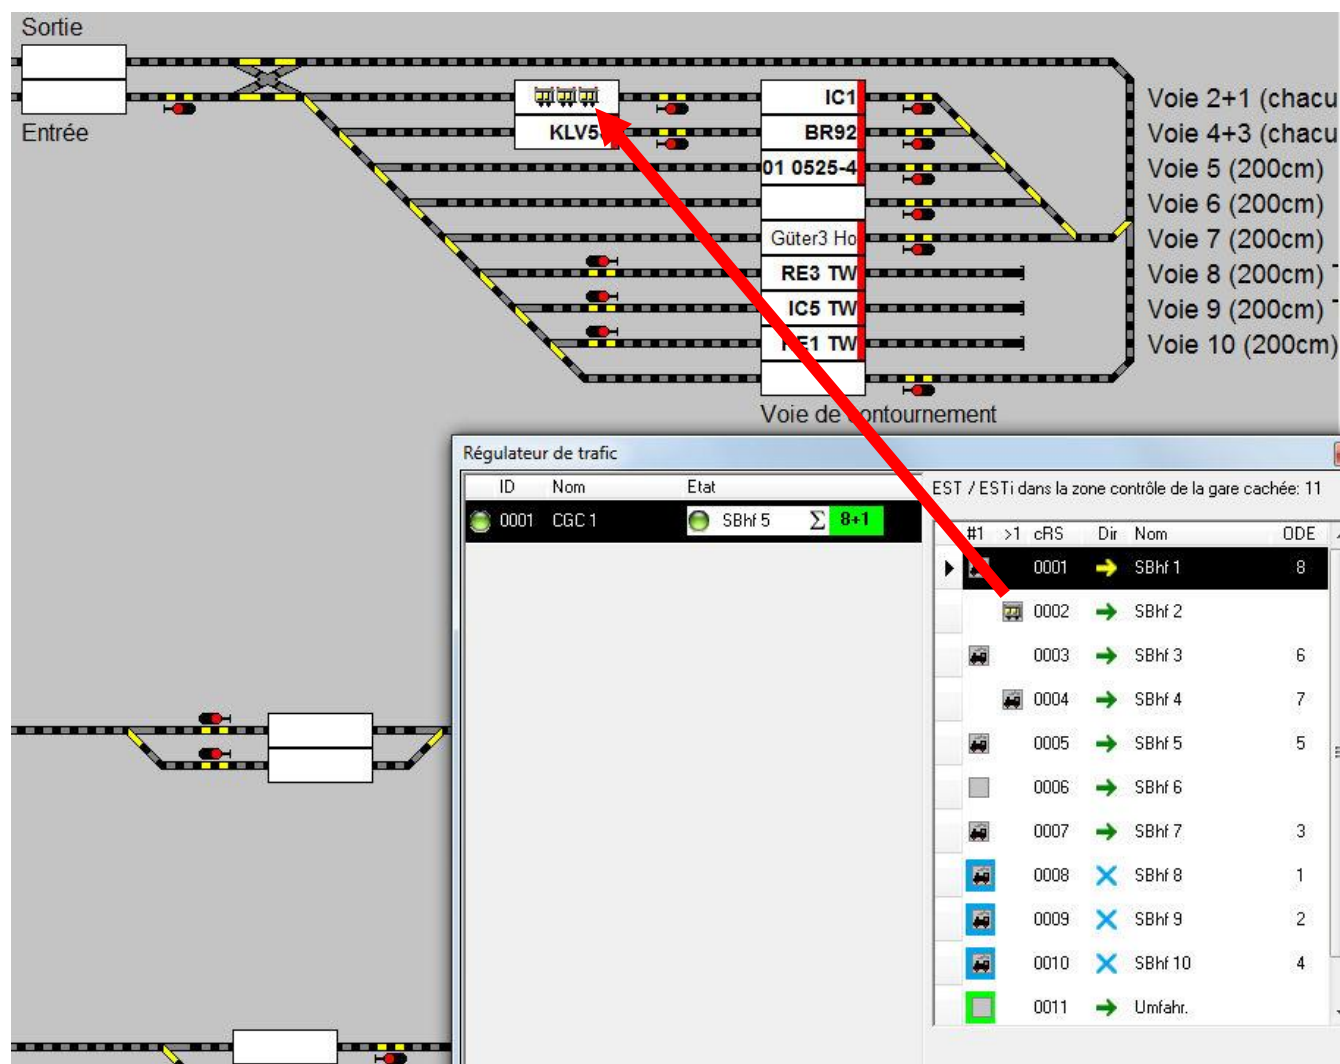 Sortie
Entrée
IC1
BR92
01 0525-4
Güter3 Ho
RE3 TW
IC5 TW
TW
Voie 2+1 (chacu
Voie 4+3 (chacu
Voie 5 (200cm)
Voie 6 (200cm)
Voie 7 (200cm)
Voie 8 (200cm)
Voie 9 (200cm)
Voie 10 (200cm)
KLV5
Voie de contournement
Régulateur de trafic
ID Nom Etat
0001 CGC 1 SBhf 5 Σ 8+1
EST / ESTi dans la zone contrôle de la gare cachée: 11
#1 >1 cRS Dir Nom ODE
0001 SBhf 1 8
0002 SBhf 2
0003 SBhf 3 6
0004 SBhf 4 7
0005 SBhf 5 5
0006 SBhf 6
0007 SBhf 7 3
0008 SBhf 8 1
0009 SBhf 9 2
0010 SBhf 10 4
0011 Umfahr.